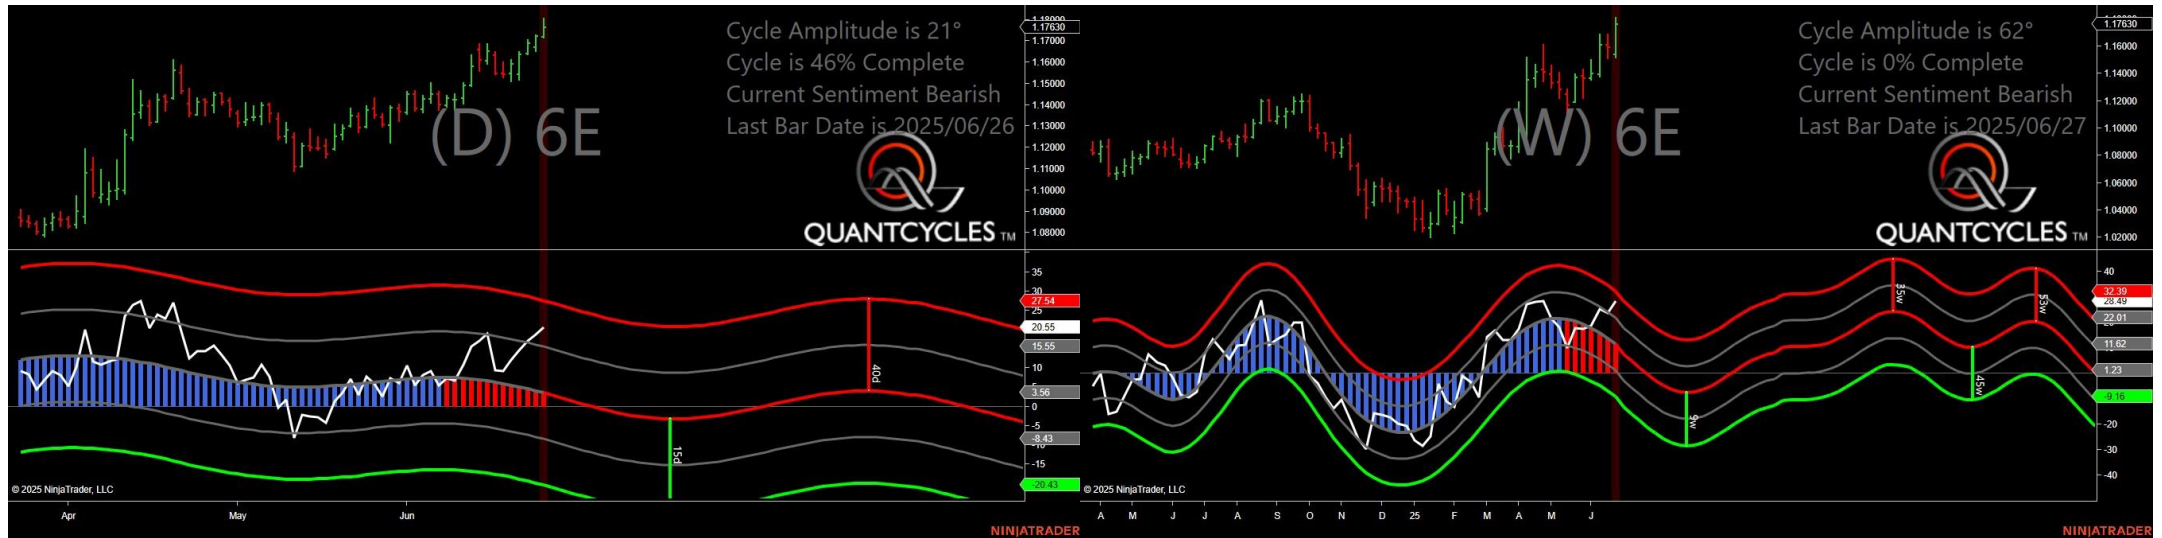 Cycle Amplitude is 21°
Cycle is 46% Complete
Current Sentiment Bearish
Last Bar Date is 2025/06/26
(D) 6E
QUANTCYCLES TM
1.18000
1.17630
1.17000
1.16000
1.15000
1.14000
1.13000
1.12000
1.11000
1.10000
1.09000
1.08000
35
30
27.54
25
20.55
15.55
10
5
3.56
0
-5
-8.43
-15
-20.43
40d
15d
© 2025 NinjaTrader, LLC
Apr
May
Jun
NINJATRADER
Cycle Amplitude is 62°
Cycle is 0% Complete
Current Sentiment Bearish
Last Bar Date is 2025/06/27
(W) 6E
QUANTCYCLES TM
1.17630
1.16000
1.14000
1.12000
1.10000
1.08000
1.06000
1.04000
1.02000
40
32.39
28.49
22.01
11.62
1.23
-9.16
-20
-30
-40
35w
53w
45w
9w
© 2025 NinjaTrader, LLC
A M J J A S O N D 25 F M A M J
NINJATRADER